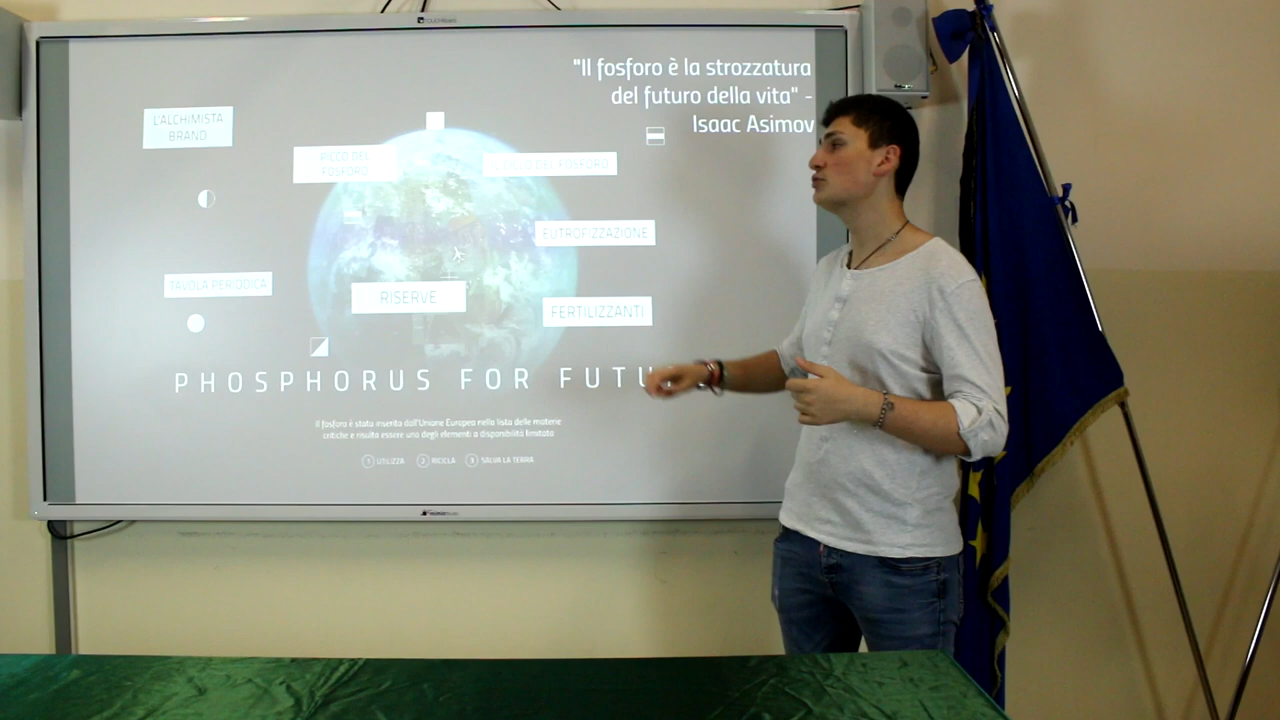 "Il fosforo è la strozzatura
del futuro della vita" -
Isaac Asimov
L'ALCHIMISTA
BRAND
PICCO DEL
FOSFORO
IL CICLO DEL FOSFORO
EUTROFIZZAZIONE
TAVOLA PERIODICA
RISERVE
FERTILIZZANTI
PHOSPHORUS FOR FUTU
Il fosforo è stato inserito dall'Unione Europea nella lista delle materie
critiche e risulta essere uno degli elementi a disponibilità limitata
1 UTILIZZA 2 RICICLA 3 SALVA LA TERRA